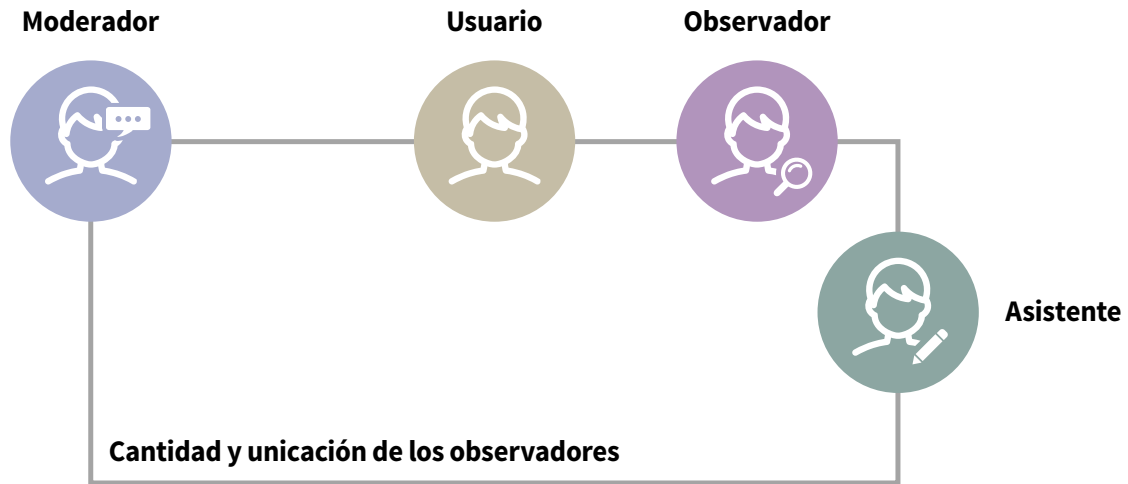 Moderador
Usuario
Observador
Asistente
Cantidad y unicación de los observadores